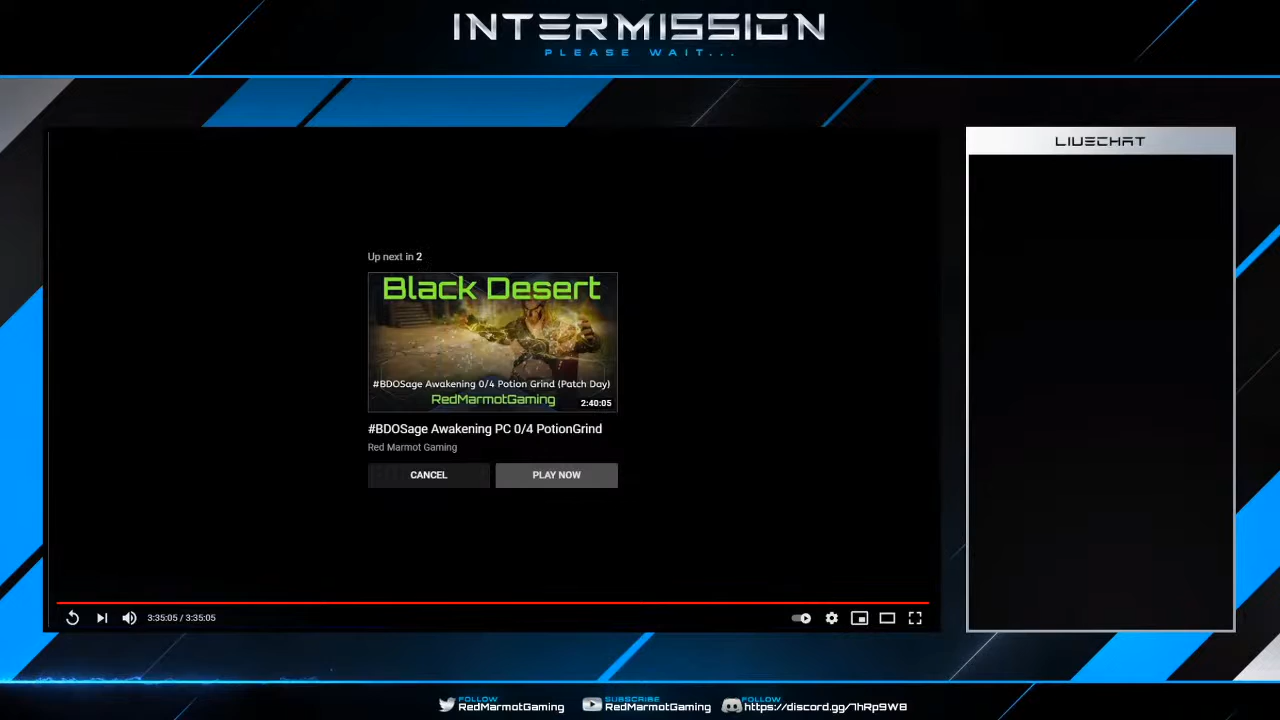 INTERMISSION
PLEASE WAIT...
LIVECHAT
Up next in 2
Black Desert
#BDOSage Awakening 0/4 Potion Grind (Patch Day)
RedMarmotGaming
2:40:05
#BDOSage Awakening PC 0/4 PotionGrind
Red Marmot Gaming
CANCEL
PLAY NOW
3:35:05 / 3:35:05
FOLLOW
RedMarmotGaming
SUBSCRIBE
RedMarmotGaming
FOLLOW
https://discord.gg/7hRp9W8